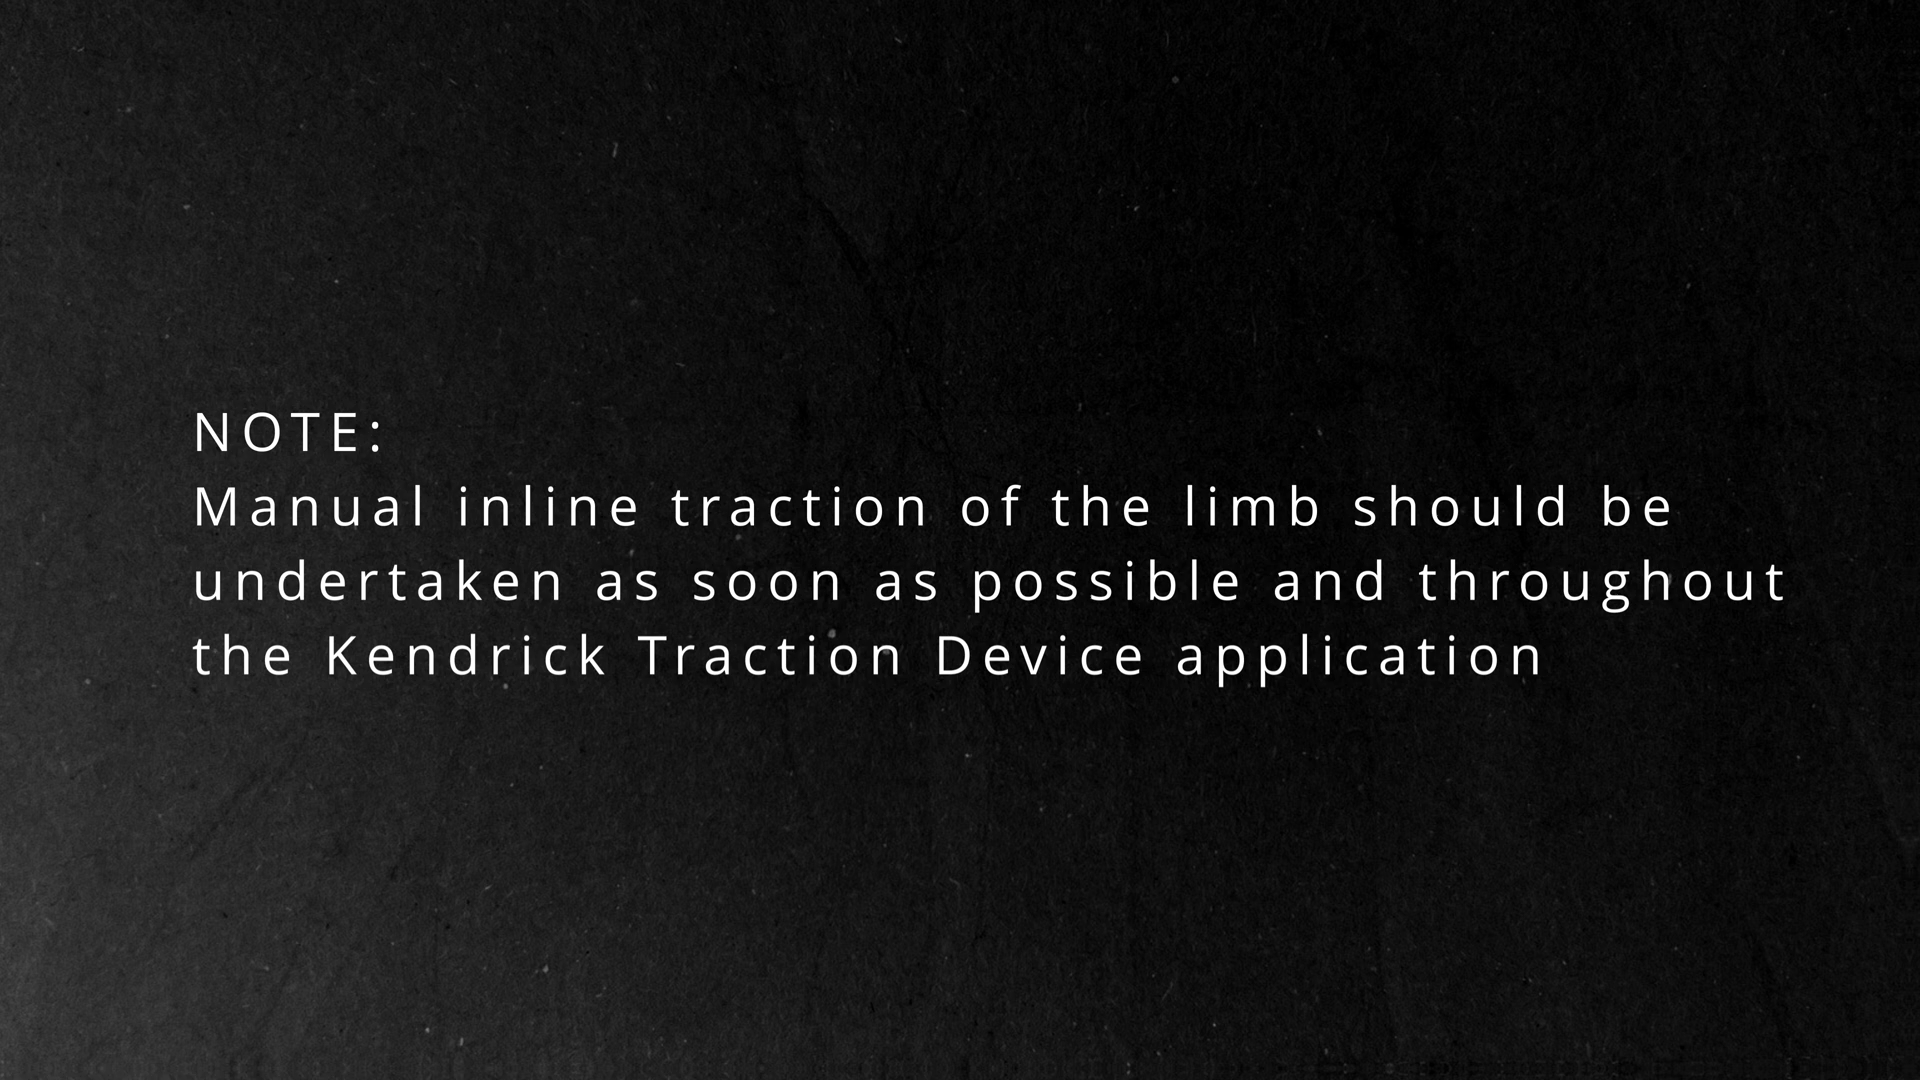 NOTE:
Manual inline traction of the limb should be
undertaken as soon as possible and throughout
the Kendrick Traction Device application